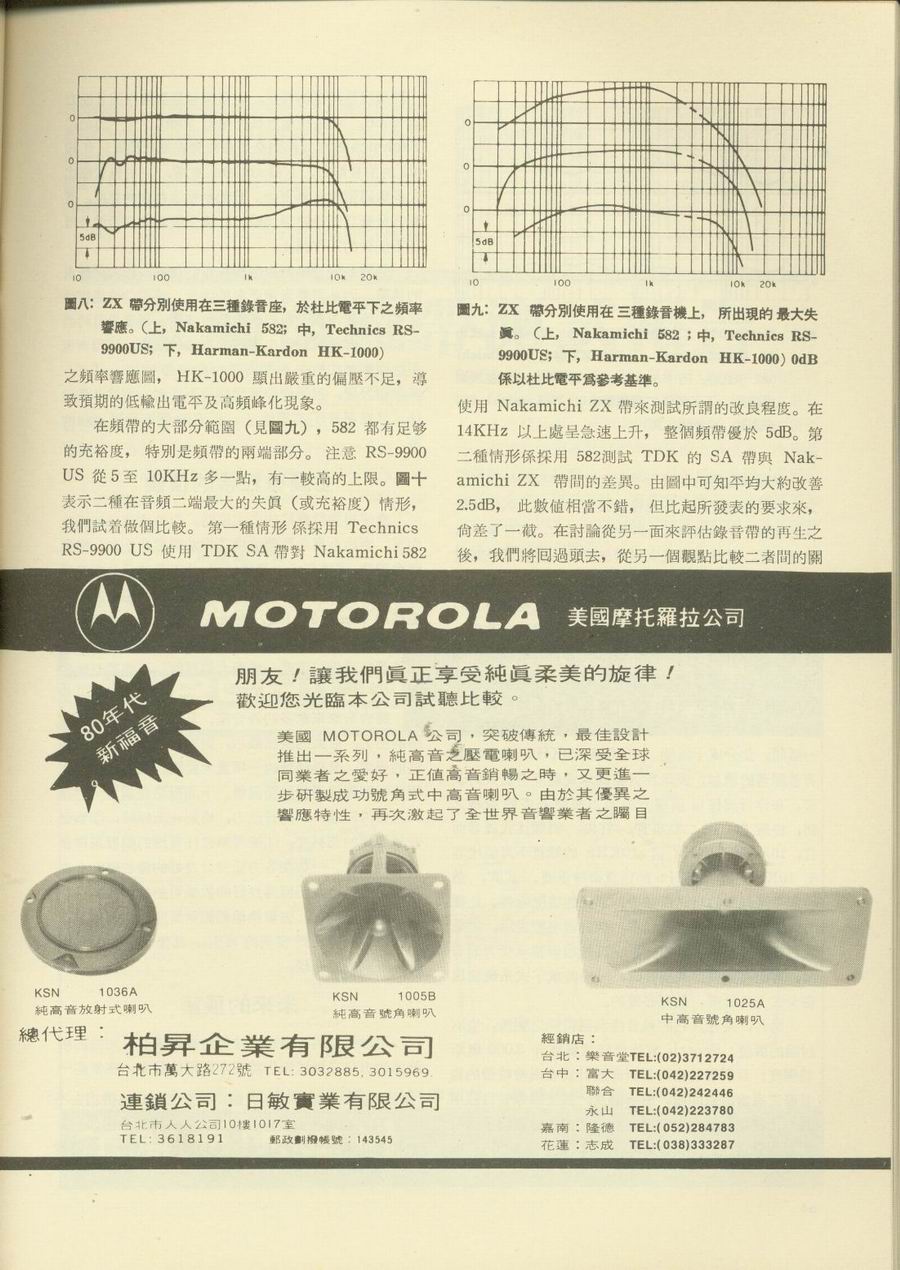 0
0
0
5dB
10 100 1k 10k 20k
圖八：ZX 帶分別使用在三種錄音座，於杜比電平下之頻率
響應。（上，Nakamichi 582；中，Technics RS-
9900US；下，Harman-Kardon HK-1000）
之頻率響應圖， HK-1000 顯出嚴重的偏壓不足，導
致預期的低輸出電平及高頻峰化現象。
在頻帶的大部分範圍（見圖九），582 都有足够
的充裕度， 特別是頻帶的兩端部分。 注意 RS-9900
US 從5至 10KHz 多一點，有一較高的上限。圖十
表示二種在音頻二端最大的失眞（或充裕度）情形，
我們試着做個比較。 第一種情形係採用 Technics
RS-9900 US 使用 TDK SA帶對 Nakamichi 582
0
0
0
5dB
10 100 1k 10k 20k
圖九：ZX 帶分別使用在三種錄音機上， 所出現的最大失
眞。（上， Nakamichi 582；中，Technics RS-
9900US；下，Harman-Kardon HK-1000）0dB
係以杜比電平爲參考基準。
使用 Nakamichi ZX 帶來測試所謂的改良程度。在
14KHz 以上處呈急速上升， 整個頻帶優於 5dB。第
二種情形係採用 582測試 TDK 的 SA 帶與 Nak-
amichi ZX 帶間的差異。由圖中可知平均大約改善
2.5dB， 此數値相當不錯， 但比起所發表的要求來，
尙差了一截。在討論從另一面來評估錄音帶的再生之
後，我們將囘過頭去，從另一個觀點比較二者間的關
MOTOROLA 美國摩托羅拉公司
80年代
新福音
朋友！讓我們眞正享受純眞柔美的旋律！
歡迎您光臨本公司試聽比較。
美國 MOTOROLA 公司，突破傳統，最佳設計
推出一系列，純高音之壓電喇叭，已深受全球
同業者之愛好，正値高音銷暢之時，又更進一
步研製成功號角式中高音喇叭。由於其優異之
響應特性，再次激起了全世界音響業者之矚目
KSN 1036A
純高音放射式喇叭
KSN 1005B
純高音號角喇叭
KSN 1025A
中高音號角喇叭
總代理：
柏昇企業有限公司
台北市萬大路272號 TEL: 3032885, 3015969.
連鎖公司：日敏實業有限公司
台北市人人公司10樓1017室
TEL: 3618191 郵政劃撥帳號：143545
經銷店：
台北：樂音堂TEL:(02)3712724
台中：富大 TEL:(042)227259
聯合 TEL:(042)242446
永山 TEL:(042)223780
嘉南：隆德 TEL:(052)284783
花蓮：志成 TEL:(038)333287